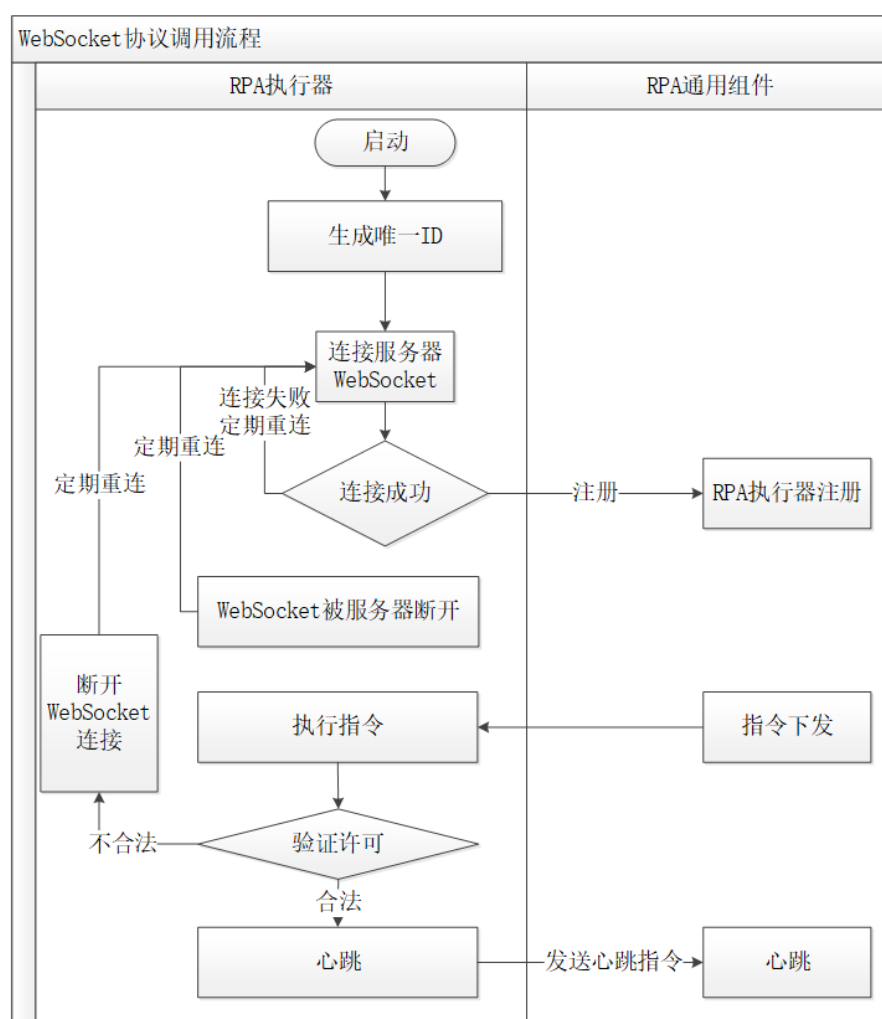 WebSocket协议调用流程
RPA执行器
RPA通用组件
启动
生成唯一ID
连接服务器
WebSocket
连接失败
定期重连
定期重连
定期重连
连接成功
注册
RPA执行器注册
WebSocket被服务器断开
断开
WebSocket
连接
执行指令
指令下发
不合法
验证许可
合法
心跳
发送心跳指令
心跳